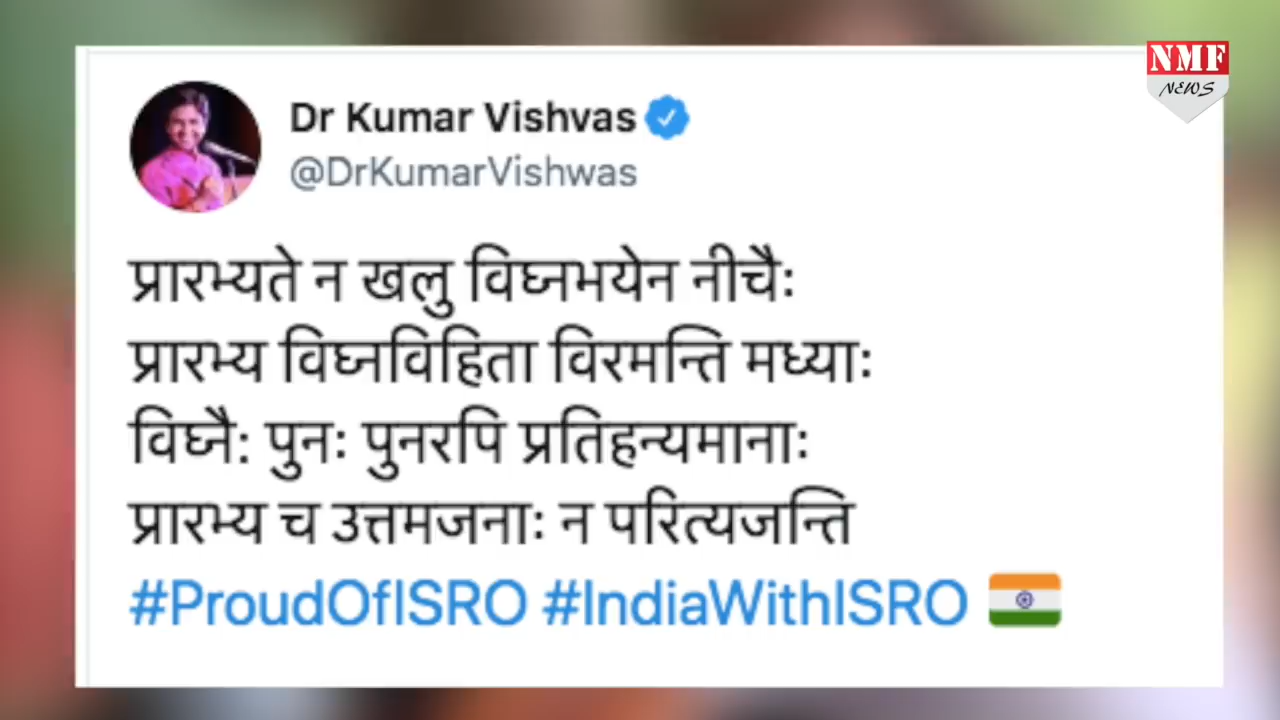 NMF
NEWS
Dr Kumar Vishvas
@DrKumarVishwas
प्रारभ्यते न खलु विघ्नभयेन नीचैः
प्रारभ्य विघ्नविहिता विरमन्ति मध्याः
विघ्नै: पुनः पुनरपि प्रतिहन्यमानाः
प्रारभ्य च उत्तमजनाः न परित्यजन्ति
#ProudOfISRO #IndiaWithISRO